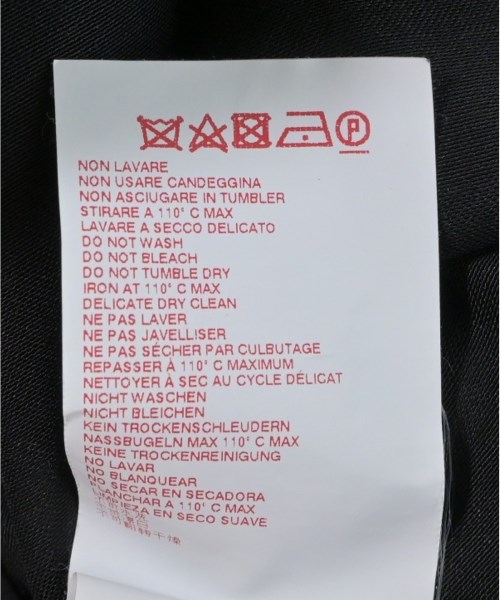 P
NON LAVARE
NON USARE CANDEGGINA
NON ASCIUGARE IN TUMBLER
STIRARE A 110° C MAX
LAVARE A SECCO DELICATO
DO NOT WASH
DO NOT BLEACH
DO NOT TUMBLE DRY
IRON AT 110° C MAX
DELICATE DRY CLEAN
NE PAS LAVER
NE PAS JAVELLISER
NE PAS SÉCHER PAR CULBUTAGE
REPASSER À 110° C MAXIMUM
NETTOYER À SEC AU CYCLE DÉLICAT
NICHT WASCHEN
NICHT BLEICHEN
KEIN TROCKENSCHLEUDERN
NASSBUGELN MAX 110° C MAX
KEINE TROCKENREINIGUNG
NO LAVAR
NO BLANQUEAR
NO SECAR EN SECADORA
PLANCHAR A 110° C MAX
LIMPIEZA EN SECO SUAVE